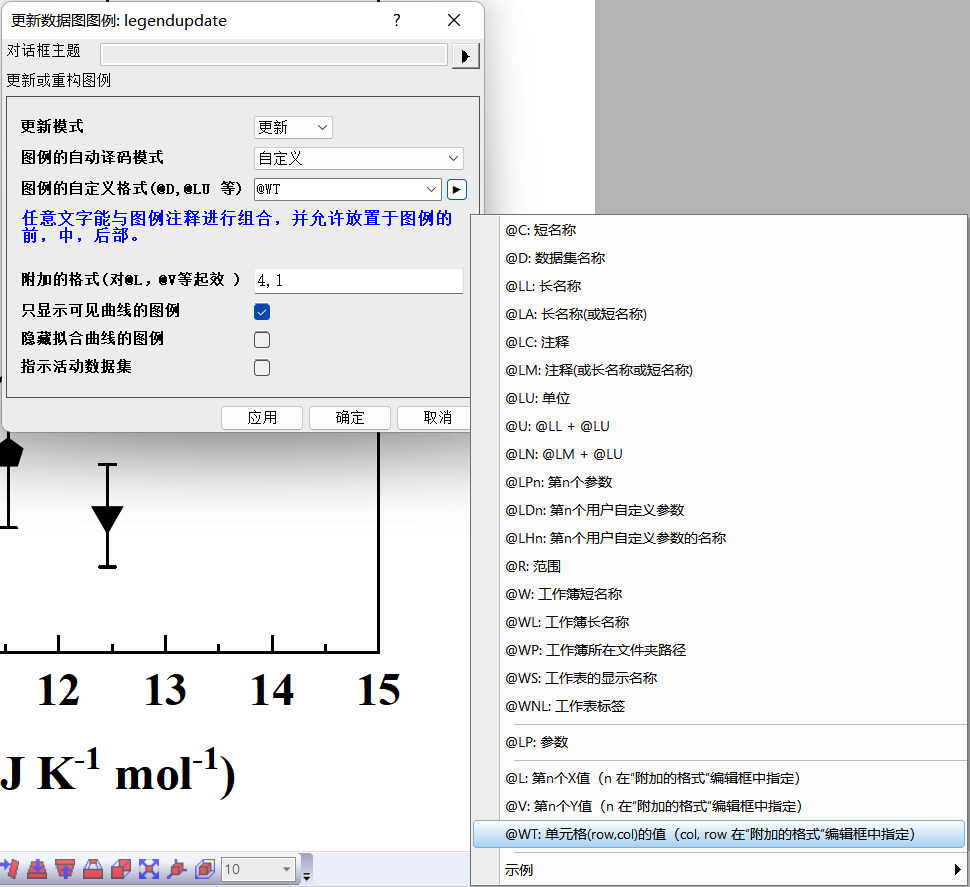 更新数据图图例: legendupdate
?
对话框主题
更新或重构图例
更新模式
更新
图例的自动译码模式
自定义
图例的自定义格式(@D,@LU 等)
@WT
任意文字能与图例注释进行组合，并允许放置于图例的
前，中，后部。
附加的格式(对@L，@V等起效 )
4,1
只显示可见曲线的图例
隐藏拟合曲线的图例
指示活动数据集
应用
确定
取消
@C: 短名称
@D: 数据集名称
@LL: 长名称
@LA: 长名称(或短名称)
@LC: 注释
@LM: 注释(或长名称或短名称)
@LU: 单位
@U: @LL + @LU
@LN: @LM + @LU
@LPn: 第n个参数
@LDn: 第n个用户自定义参数
@LHn: 第n个用户自定义参数的名称
@R: 范围
@W: 工作簿短名称
@WL: 工作簿长名称
@WP: 工作簿所在文件夹路径
@WS: 工作表的显示名称
@WNL: 工作表标签
@LP: 参数
@L: 第n个X值（n 在"附加的格式"编辑框中指定）
@V: 第n个Y值（n 在"附加的格式"编辑框中指定）
@WT: 单元格(row,col)的值（col, row 在"附加的格式"编辑框中指定）
示例
12 13 14 15
J K⁻¹ mol⁻¹)
10